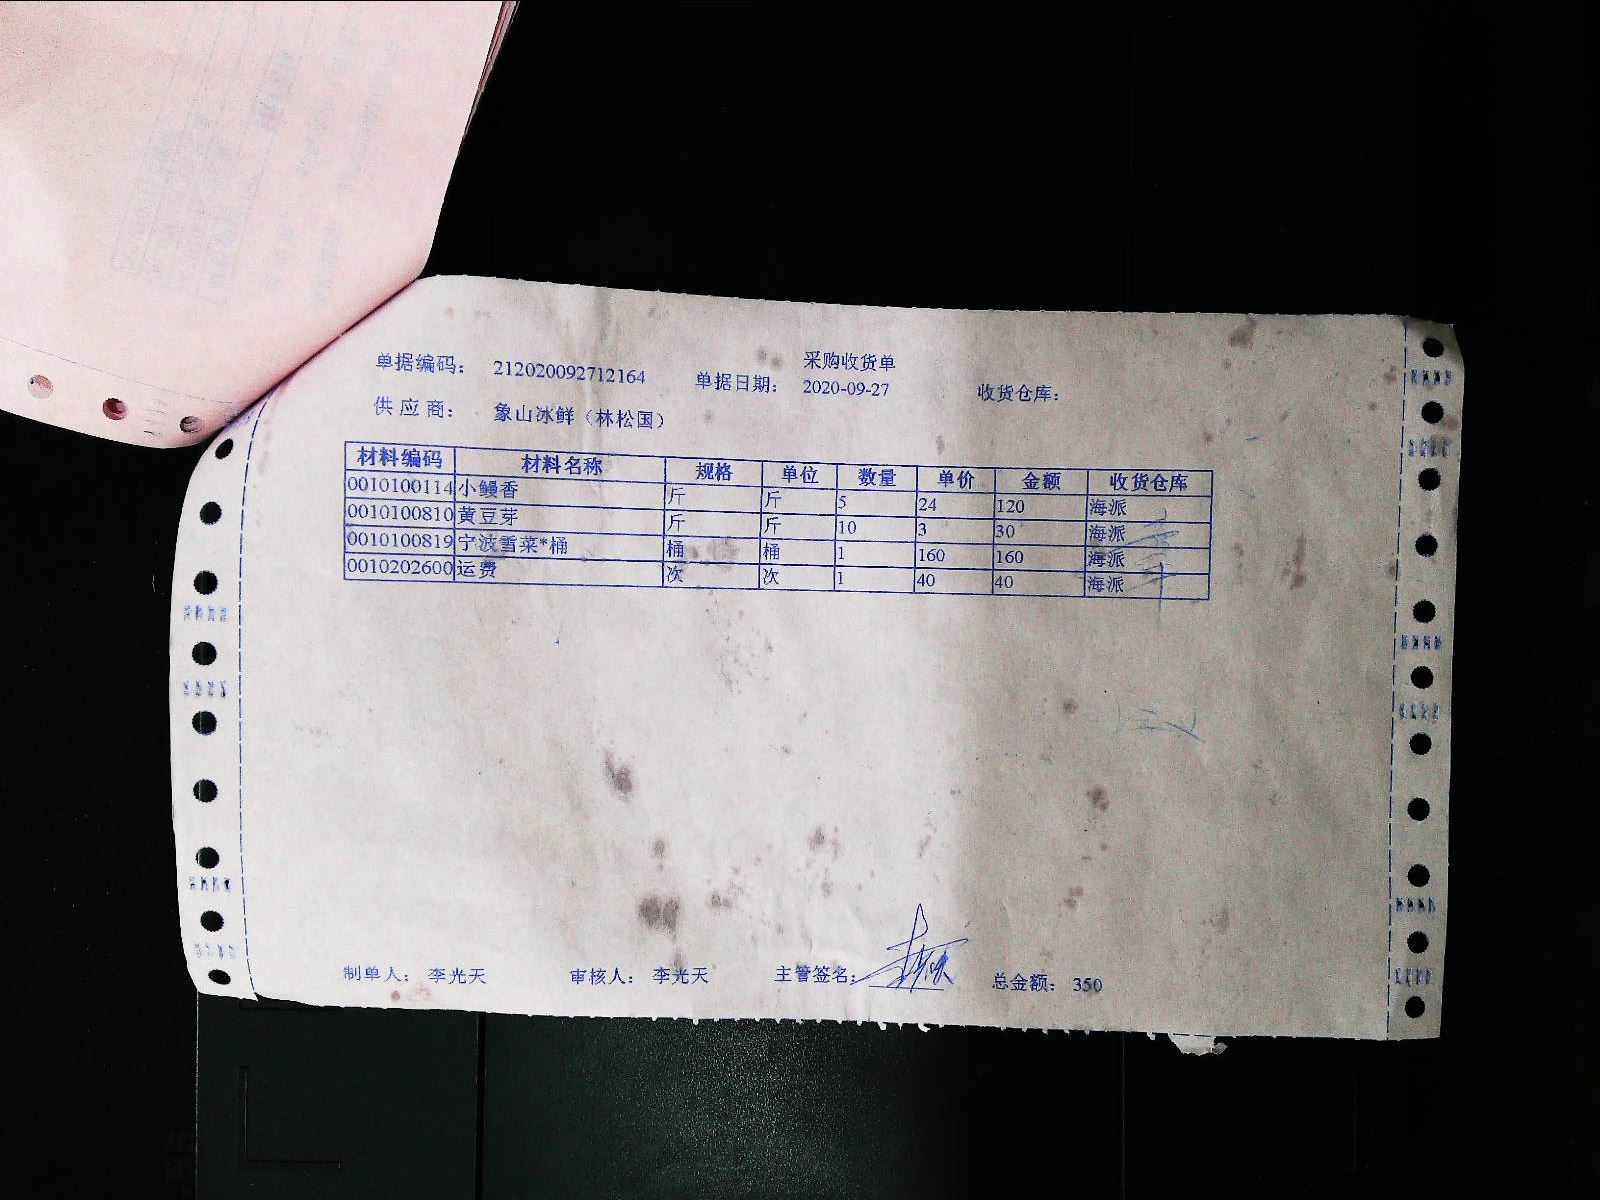 采购收货单
单据编码： 212020092712164 单据日期： 2020-09-27 收货仓库：
供应商： 象山冰鲜（林松国）
材料编码 材料名称 规格 单位 数量 单价 金额 收货仓库
0010100114 小鳗香 斤 斤 5 24 120 海派
0010100810 黄豆芽 斤 斤 10 3 30 海派
0010100819 宁波雪菜*桶 桶 桶 1 160 160 海派
0010202600 运费 次 次 1 40 40 海派
制单人： 李光天 审核人： 李光天 主管签名： 总金额： 350